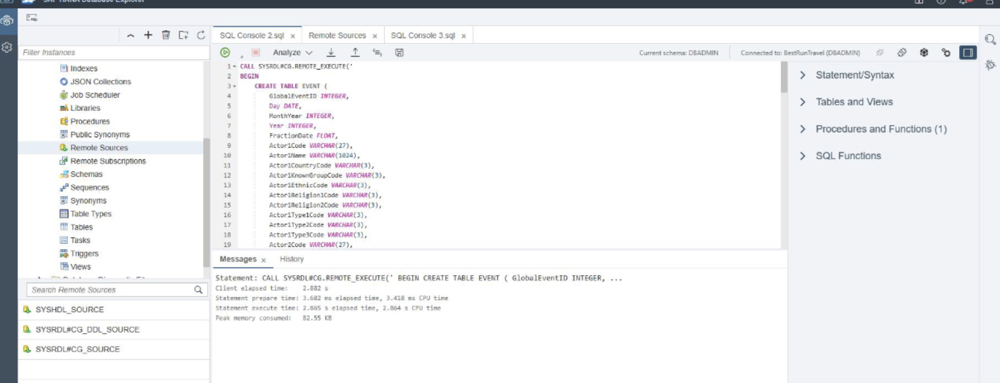 SAP HANA Database Explorer
SQL Console 2.sql ×
Remote Sources ×
SQL Console 3.sql ×
Filter Instances
Analyze
Current schema: DBADMIN
Connected to: BestRunTravel (DBADMIN)
Indexes
JSON Collections
Job Scheduler
Libraries
Procedures
Public Synonyms
Remote Sources
Remote Subscriptions
Schemas
Sequences
Synonyms
Table Types
Tables
Tasks
Triggers
Views
Search Remote Sources
SYSHDL_SOURCE
SYSRDL#CG_DDL_SOURCE
SYSRDL#CG_SOURCE
1 CALL SYSRDL#CG.REMOTE_EXECUTE('
2 BEGIN
3 CREATE TABLE EVENT (
4 GlobalEventID INTEGER,
5 Day DATE,
6 MonthYear INTEGER,
7 Year INTEGER,
8 FractionDate FLOAT,
9 Actor1Code VARCHAR(27),
10 Actor1Name VARCHAR(1024),
11 Actor1CountryCode VARCHAR(3),
12 Actor1KnownGroupCode VARCHAR(3),
13 Actor1EthnicCode VARCHAR(3),
14 Actor1Religion1Code VARCHAR(3),
15 Actor1Religion2Code VARCHAR(3),
16 Actor1Type1Code VARCHAR(3),
17 Actor1Type2Code VARCHAR(3),
18 Actor1Type3Code VARCHAR(3),
19 Actor2Code VARCHAR(27),
Messages ×
History
Statement: CALL SYSRDL#CG.REMOTE_EXECUTE(' BEGIN CREATE TABLE EVENT ( GlobalEventID INTEGER, ...
Client elapsed time: 2.882 s
Statement prepare time: 3.682 ms elapsed time, 3.418 ms CPU time
Statement execute time: 2.865 s elapsed time, 2.864 s CPU time
Peak memory consumed: 82.55 KB
Statement/Syntax
Tables and Views
Procedures and Functions (1)
SQL Functions